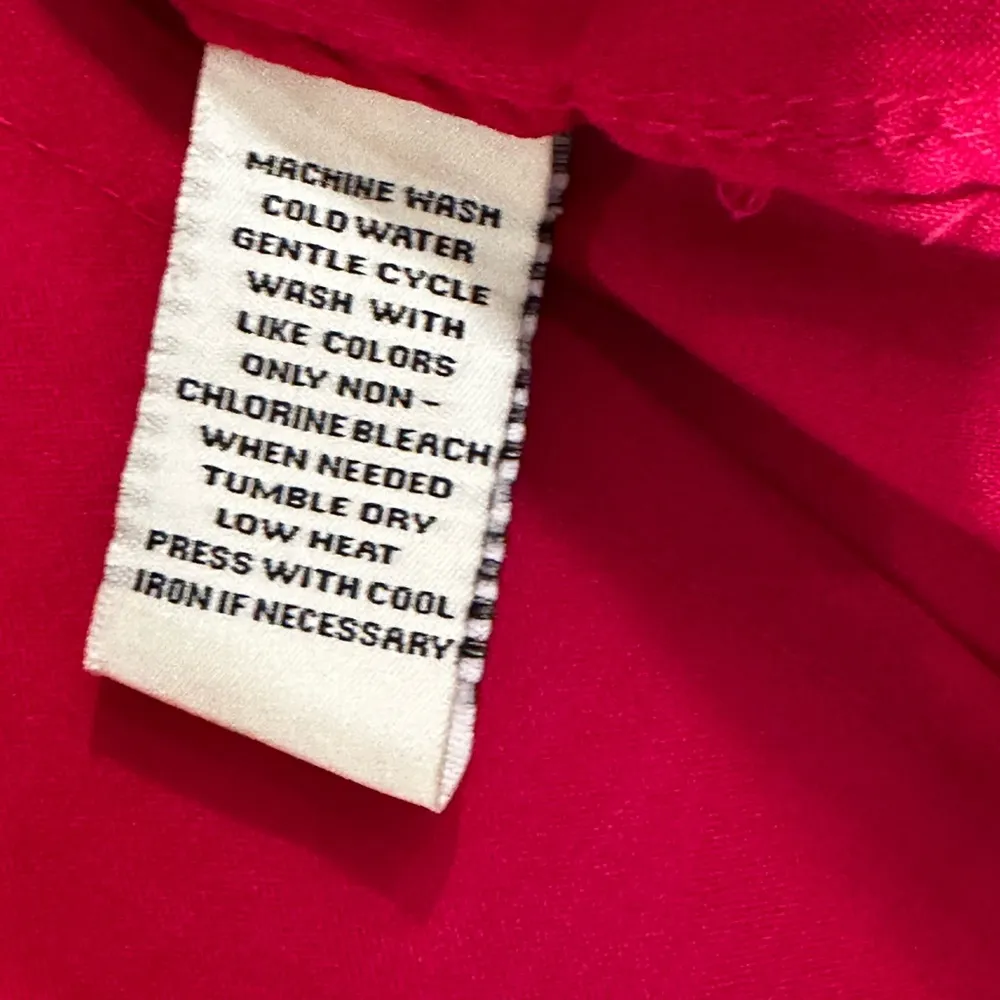 MACHINE WASH
COLD WATER
GENTLE CYCLE
WASH WITH
LIKE COLORS
ONLY NON-
CHLORINE BLEACH
WHEN NEEDED
TUMBLE DRY
LOW HEAT
PRESS WITH COOL
IRON IF NECESSARY